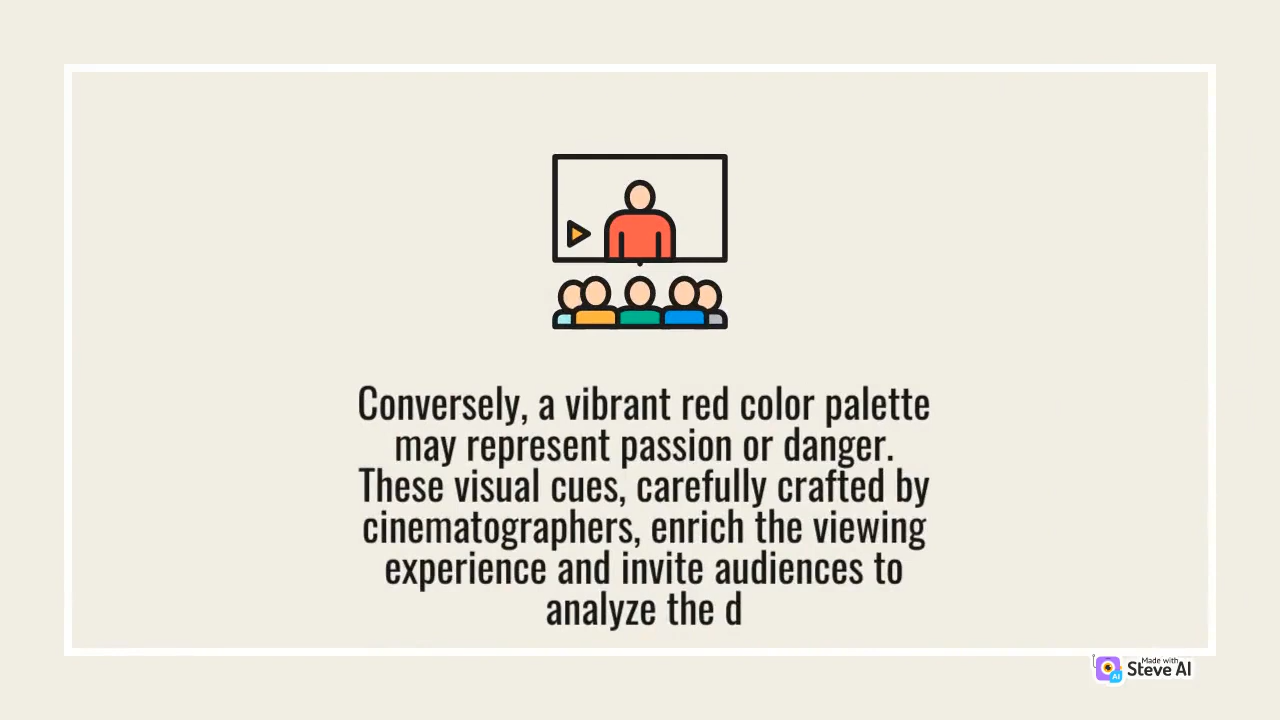 Conversely, a vibrant red color palette
may represent passion or danger.
These visual cues, carefully crafted by
cinematographers, enrich the viewing
experience and invite audiences to
analyze the d
Made with
Steve AI
AI